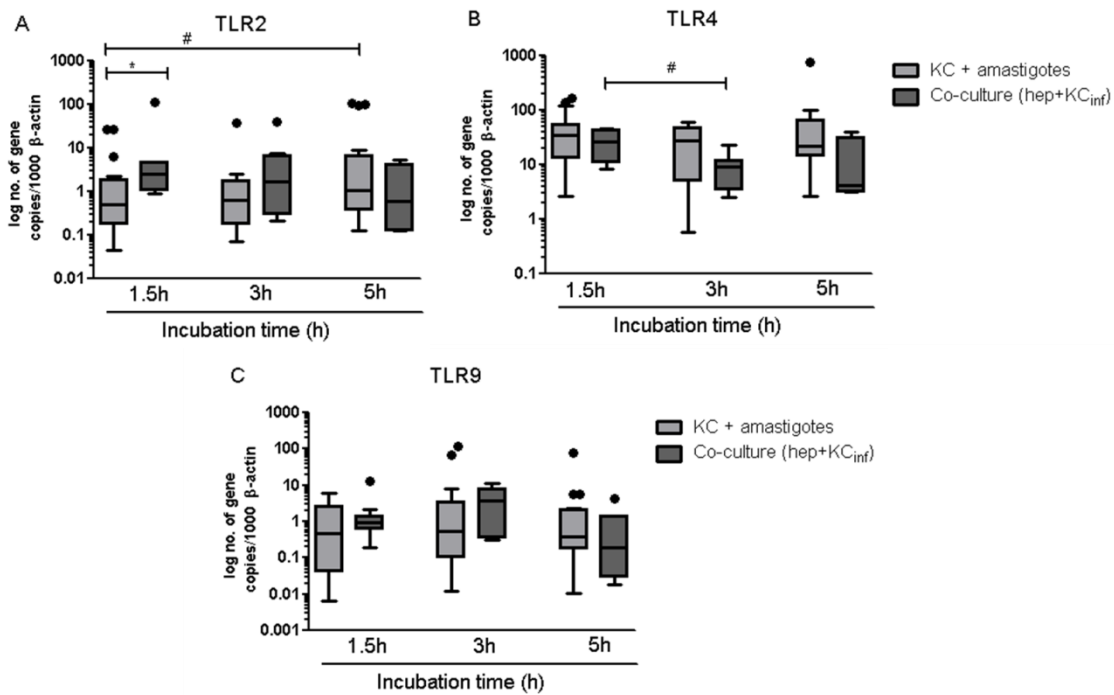 A
TLR2
#
*
1000
100
10
1
0.1
0.01
log no. of gene
copies/1000 β-actin
1.5h
3h
5h
Incubation time (h)
B
TLR4
#
1000
100
10
1
0.1
log no. of gene
copies/1000 β-actin
1.5h
3h
5h
Incubation time (h)
KC + amastigotes
Co-culture (hep+KCinf)
C
TLR9
1000
100
10
1
0.1
0.01
0.001
log no. of gene
copies/1000 β-actin
1.5h
3h
5h
Incubation time (h)
KC + amastigotes
Co-culture (hep+KCinf)